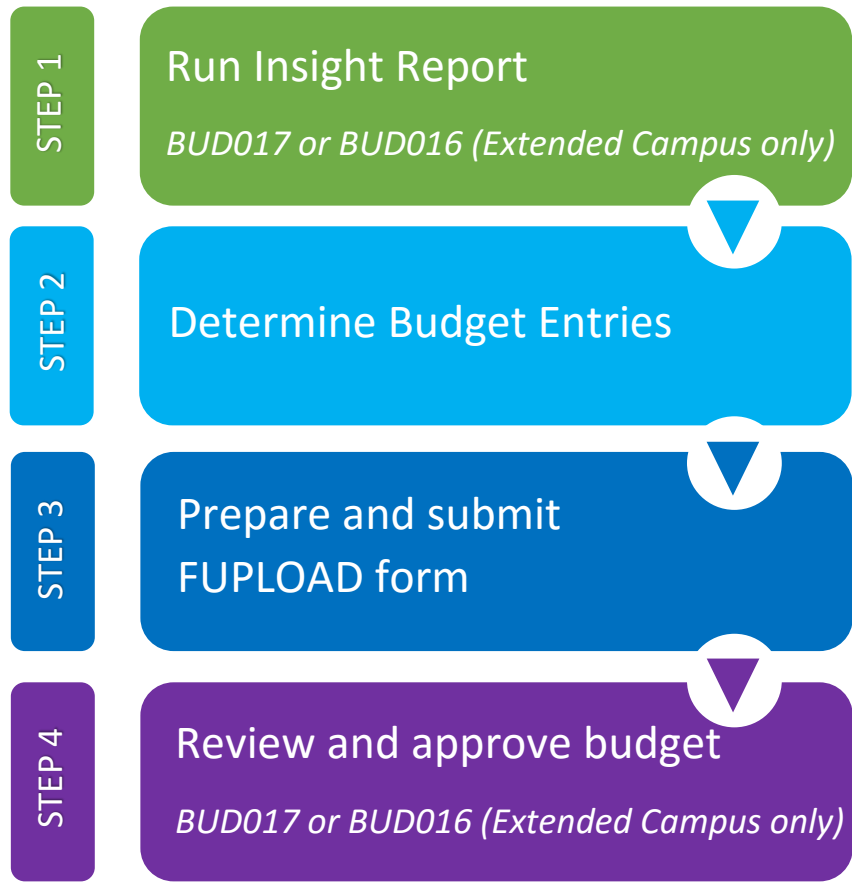 STEP 1
Run Insight Report
BUD017 or BUD016 (Extended Campus only)
STEP 2
Determine Budget Entries
STEP 3
Prepare and submit
FUPLOAD form
STEP 4
Review and approve budget
BUD017 or BUD016 (Extended Campus only)